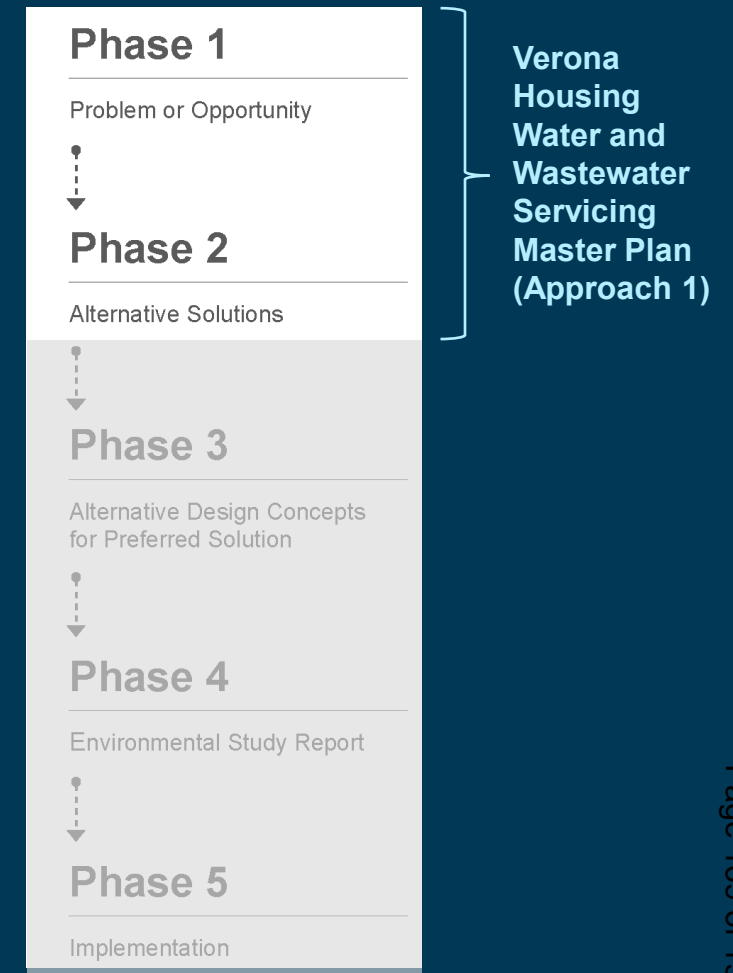 Phase 1
Problem or Opportunity
Phase 2
Alternative Solutions
Phase 3
Alternative Design Concepts
for Preferred Solution
Phase 4
Environmental Study Report
Phase 5
Implementation
Verona
Housing
Water and
Wastewater
Servicing
Master Plan
(Approach 1)